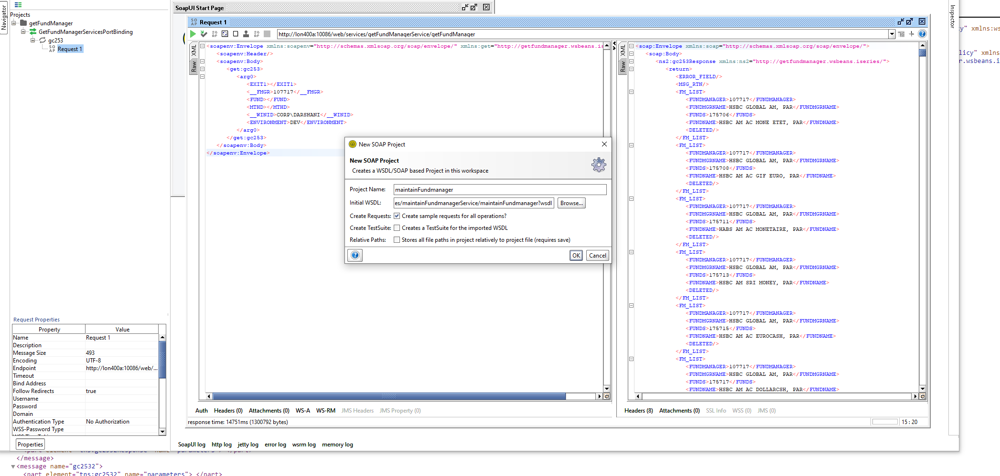 Navigator
Projects
getFundManager
GetFundManagerServicesPortBinding
gc253
SO AP Request 1
SoapUI Start Page
SO AP Request 1
http://lon400a:10086/web/services/getFundManagerService/getFundManager
XML
Raw
<soapenv:Envelope xmlns:soapenv="http://schemas.xmlsoap.org/soap/envelope/" xmlns:get="http://getfundmanager.wsbeans.is
<soapenv:Header/>
<soapenv:Body>
<get:gc253>
<arg0>
<EXIT1></EXIT1>
<__FMGR>107717</__FMGR>
<FUND></FUND>
<MTHD></MTHD>
<__WINID>CORP\DARSHANI</__WINID>
<ENVIRONMENT>DEV</ENVIRONMENT>
</arg0>
</get:gc253>
</soapenv:Body>
</soapenv:Envelope>
New SOAP Project
New SOAP Project
Creates a WSDL/SOAP based Project in this workspace
Project Name: maintainFundmanager
Initial WSDL: es/maintainFundmanagerService/maintainFundmanager?wsdl Browse...
Create Requests: Create sample requests for all operations?
Create TestSuite: Creates a TestSuite for the imported WSDL
Relative Paths: Stores all file paths in project relatively to project file (requires save)
OK Cancel
XML
Raw
<soap:Envelope xmlns:soap="http://schemas.xmlsoap.org/soap/envelope/">
<soap:Body>
<ns2:gc253Response xmlns:ns2="http://getfundmanager.wsbeans.iseries/">
<return>
<ERROR_FIELD/>
<MSG_RTN/>
<FM_LIST>
<FUNDMANAGER>107717</FUNDMANAGER>
<FUNDMGRNAME>HSBC GLOBAL AM, PAR</FUNDMGRNAME>
<FUNDS>175706</FUNDS>
<FUNDNAME>HSBC AM AC MONE ETET, PAR</FUNDNAME>
<DELETED/>
</FM_LIST>
<FM_LIST>
<FUNDMANAGER>107717</FUNDMANAGER>
<FUNDMGRNAME>HSBC GLOBAL AM, PAR</FUNDMGRNAME>
<FUNDS>175708</FUNDS>
<FUNDNAME>HSBC AM AC GIF EURO, PAR</FUNDNAME>
<DELETED/>
</FM_LIST>
<FM_LIST>
<FUNDMANAGER>107717</FUNDMANAGER>
<FUNDMGRNAME>HSBC GLOBAL AM, PAR</FUNDMGRNAME>
<FUNDS>175711</FUNDS>
<FUNDNAME>HABS AM AC MONETAIRE, PAR</FUNDNAME>
<DELETED/>
</FM_LIST>
<FM_LIST>
<FUNDMANAGER>107717</FUNDMANAGER>
<FUNDMGRNAME>HSBC GLOBAL AM, PAR</FUNDMGRNAME>
<FUNDS>175713</FUNDS>
<FUNDNAME>HSBC AM SRI MONEY, PAR</FUNDNAME>
<DELETED/>
</FM_LIST>
<FM_LIST>
<FUNDMANAGER>107717</FUNDMANAGER>
<FUNDMGRNAME>HSBC GLOBAL AM, PAR</FUNDMGRNAME>
<FUNDS>175715</FUNDS>
<FUNDNAME>HSBC AM AC EUROCASH, PAR</FUNDNAME>
<DELETED/>
</FM_LIST>
<FM_LIST>
<FUNDMANAGER>107717</FUNDMANAGER>
<FUNDMGRNAME>HSBC GLOBAL AM, PAR</FUNDMGRNAME>
<FUNDS>175717</FUNDS>
<FUNDNAME>HSBC AM AC DOLLARCSH, PAR</FUNDNAME>
Inspector
y" xmlns:ws
licy" xmlns
r.wsbeans.i
Request Properties
Property Value
Name Request 1
Description
Message Size 493
Encoding UTF-8
Endpoint http://lon400a:10086/web/...
Timeout
Bind Address
Follow Redirects true
Username
Password
Domain
Authentication Type No Authorization
WSS-Password Type
Properties
Auth Headers (0) Attachments (0) WS-A WS-RM JMS Headers JMS Property (0)
response time: 14751ms (1300792 bytes)
Headers (8) Attachments (0) SSL Info WSS (0) JMS (0)
15 : 20
SoapUI log http log jetty log error log wsrm log memory log
</message>
<message name="gc2532">
<part element="tns:gc2532" name="parameters"> </part>